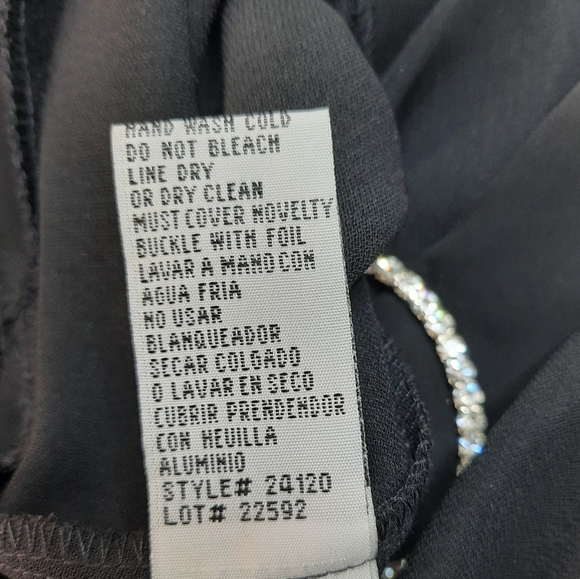 HAND WASH COLD
DO NOT BLEACH
LINE DRY
OR DRY CLEAN
MUST COVER NOVELTY
BUCKLE WITH FOIL
LAVAR A MANO CON
AGUA FRIA
NO USAR
BLANQUEADOR
SECAR COLGADO
O LAVAR EN SECO
CUBRIR PRENDENDOR
CON HEUILLA
ALUMINIO
STYLE# 24120
LOT# 22592